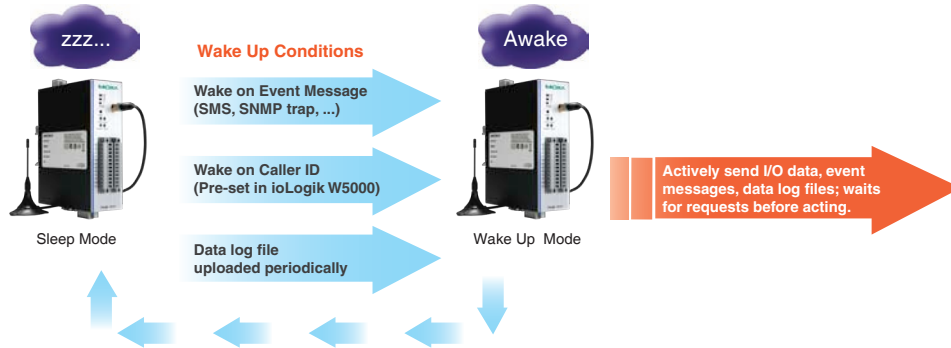 zzz...
Awake
Wake Up Conditions
Wake on Event Message
(SMS, SNMP trap, ...)
Wake on Caller ID
(Pre-set in ioLogik W5000)
Data log file
uploaded periodically
Sleep Mode
Wake Up Mode
Actively send I/O data, event
messages, data log files; waits
for requests before acting.